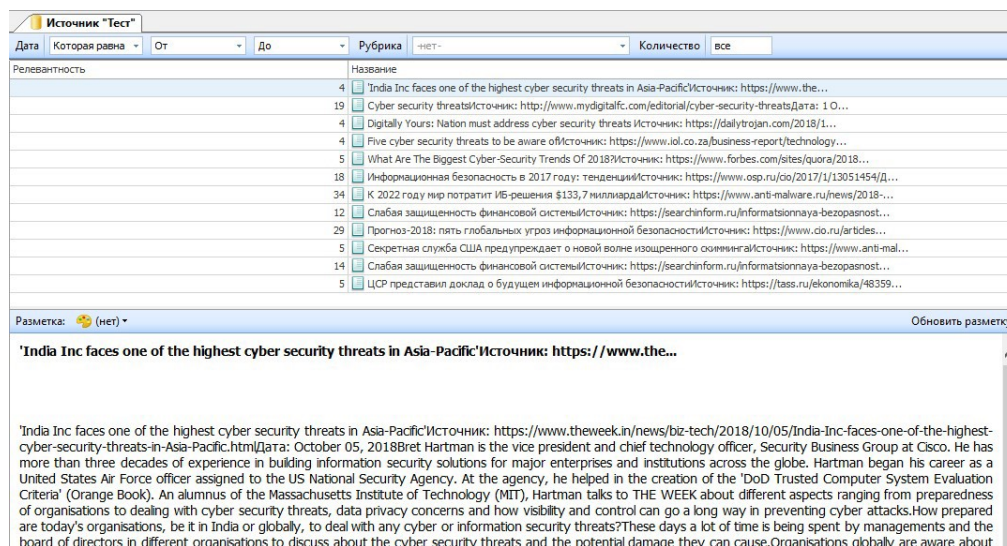 Источник "Тест"
Дата Которая равна От До Рубрика -нет- Количество все
Релевантность Название
4 'India Inc faces one of the highest cyber security threats in Asia-Pacific'Источник: https://www.the...
19 Cyber security threatsИсточник: http://www.mydigitalfc.com/editorial/cyber-security-threatsДата: 1 О...
4 Digitally Yours: Nation must address cyber security threats Источник: https://dailytrojan.com/2018/1...
4 Five cyber security threats to be aware ofИсточник: https://www.iol.co.za/business-report/technology...
5 What Are The Biggest Cyber-Security Trends Of 2018?Источник: https://www.forbes.com/sites/quora/2018...
18 Информационная безопасность в 2017 году: тенденцииИсточник: https://www.osp.ru/cio/2017/1/13051454/Д...
34 К 2022 году мир потратит ИБ-решения $133,7 миллиардаИсточник: https://www.anti-malware.ru/news/2018-...
12 Слабая защищенность финансовой системыИсточник: https://searchinform.ru/informatsionnaya-bezopasnost...
29 Прогноз-2018: пять глобальных угроз информационной безопасностиИсточник: https://www.cio.ru/articles...
5 Секретная служба США предупреждает о новой волне изощренного скиммингаИсточник: https://www.anti-mal...
14 Слабая защищенность финансовой системыИсточник: https://searchinform.ru/informatsionnaya-bezopasnost...
5 ЦСР представил доклад о будущем информационной безопасностиИсточник: https://tass.ru/ekonomika/48359...
Разметка: (нет) Обновить разметку
'India Inc faces one of the highest cyber security threats in Asia-Pacific'Источник: https://www.the...
'India Inc faces one of the highest cyber security threats in Asia-Pacific'Источник: https://www.theweek.in/news/biz-tech/2018/10/05/India-Inc-faces-one-of-the-highest-
cyber-security-threats-in-Asia-Pacific.htmlДата: October 05, 2018Bret Hartman is the vice president and chief technology officer, Security Business Group at Cisco. He has
more than three decades of experience in building information security solutions for major enterprises and institutions across the globe. Hartman began his career as a
United States Air Force officer assigned to the US National Security Agency. At the agency, he helped in the creation of the 'DoD Trusted Computer System Evaluation
Criteria' (Orange Book). An alumnus of the Massachusetts Institute of Technology (MIT), Hartman talks to THE WEEK about different aspects ranging from preparedness
of organisations to dealing with cyber security threats, data privacy concerns and how visibility and control can go a long way in preventing cyber attacks.How prepared
are today's organisations, be it in India or globally, to deal with any cyber or information security threats?These days a lot of time is being spent by managements and the
board of directors in different organisations to discuss about the cyber security threats and the potential damage they can cause.Organisations globally are aware about